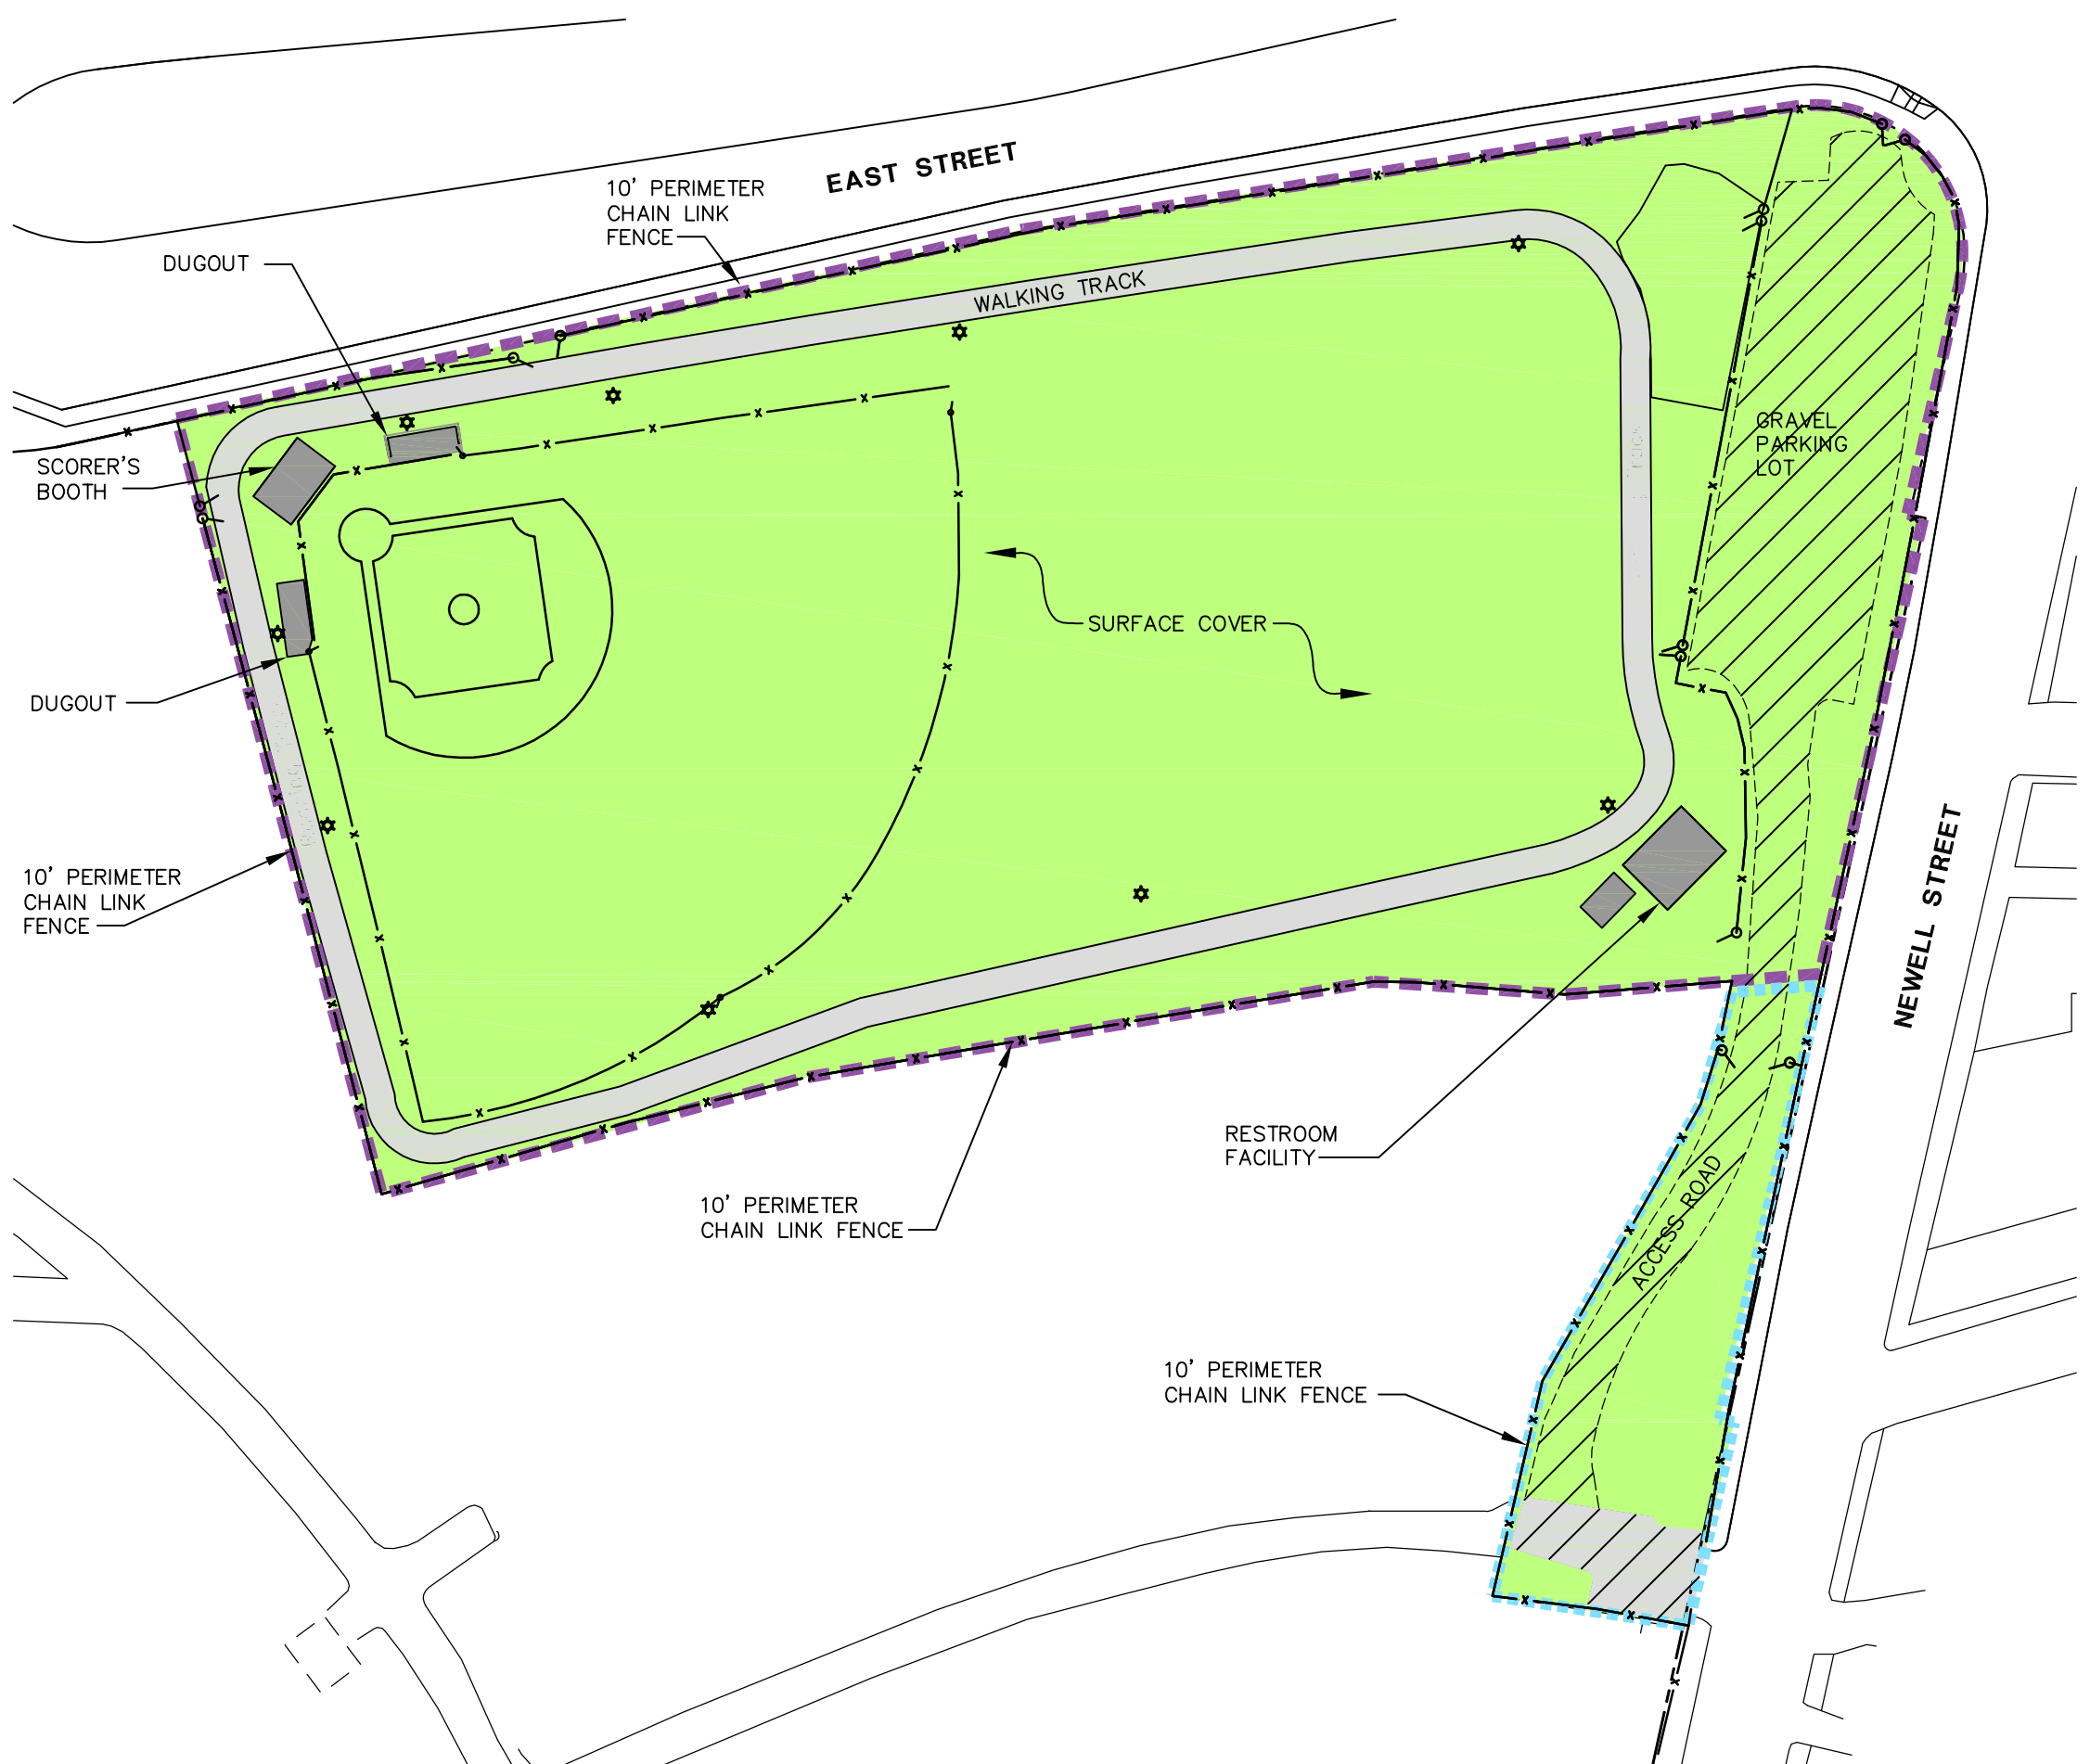 EAST STREET
10' PERIMETER
CHAIN LINK
FENCE
DUGOUT
WALKING TRACK
SCORER'S
BOOTH
GRAVEL
PARKING
LOT
SURFACE COVER
DUGOUT
10' PERIMETER
CHAIN LINK
FENCE
NEWELL STREET
RESTROOM
FACILITY
10' PERIMETER
CHAIN LINK FENCE
ACCESS ROAD
10' PERIMETER
CHAIN LINK FENCE